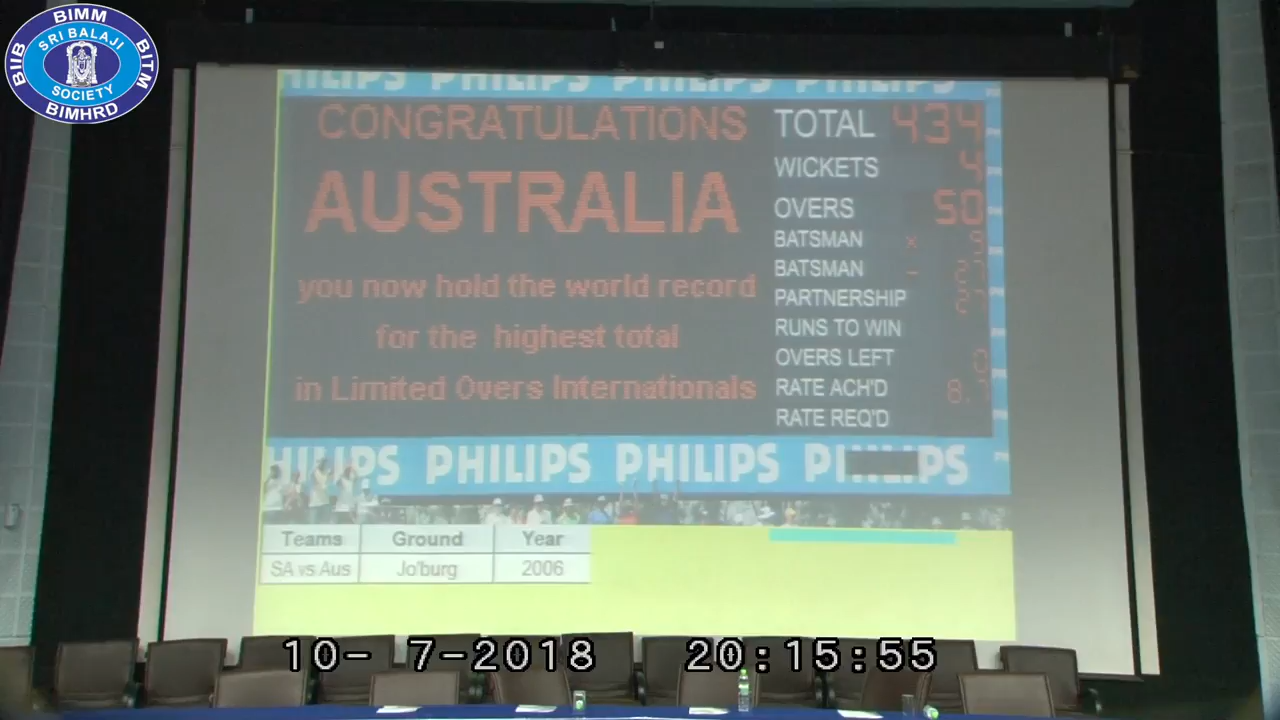 BIMM
SRI BALAJI
BIIB
BITM
SOCIETY
BIMHRD
PHILIPS PHILIPS PHILIPS
CONGRATULATIONS
AUSTRALIA
you now hold the world record
for the highest total
in Limited Overs Internationals
TOTAL 434
WICKETS 4
OVERS 50
BATSMAN x
BATSMAN -
PARTNERSHIP
RUNS TO WIN
OVERS LEFT 0
RATE ACH'D 8.
RATE REQ'D
PHILIPS PHILIPS
Teams Ground Year
SA vs Aus Jo'burg 2006
10- 7-2018 20:15:55